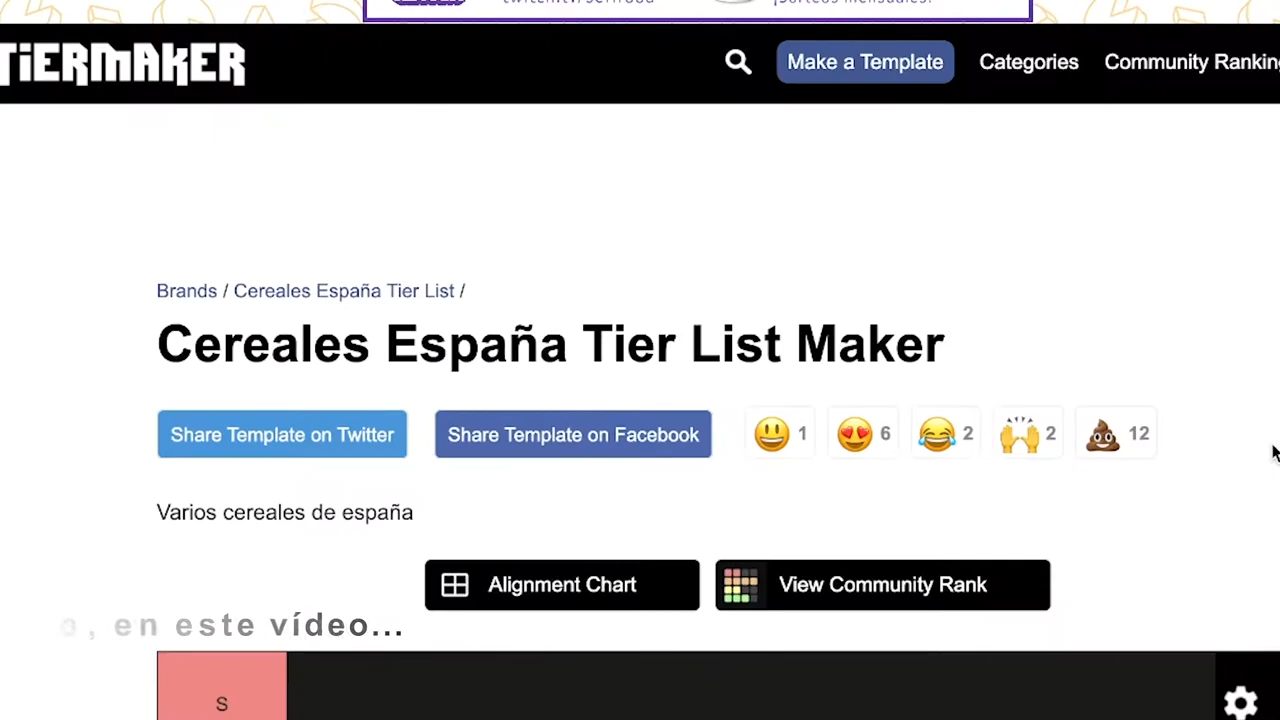 TiERMAKER
Make a Template
Categories
Community Rankin
Brands / Cereales España Tier List /
Cereales España Tier List Maker
Share Template on Twitter
Share Template on Facebook
1
6
2
2
12
Varios cereales de españa
Alignment Chart
View Community Rank
o, en este vídeo...
S